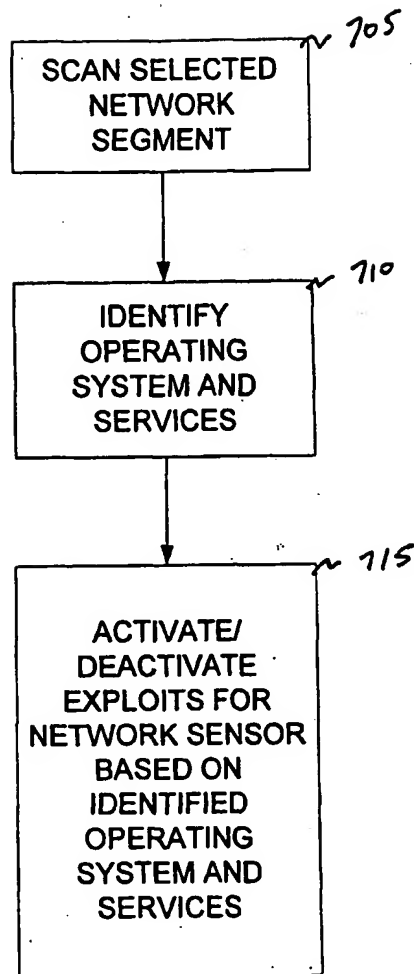 705
SCAN SELECTED
NETWORK
SEGMENT
710
IDENTIFY
OPERATING
SYSTEM AND
SERVICES
715
ACTIVATE/
DEACTIVATE
EXPLOITS FOR
NETWORK SENSOR
BASED ON
IDENTIFIED
OPERATING
SYSTEM AND
SERVICES